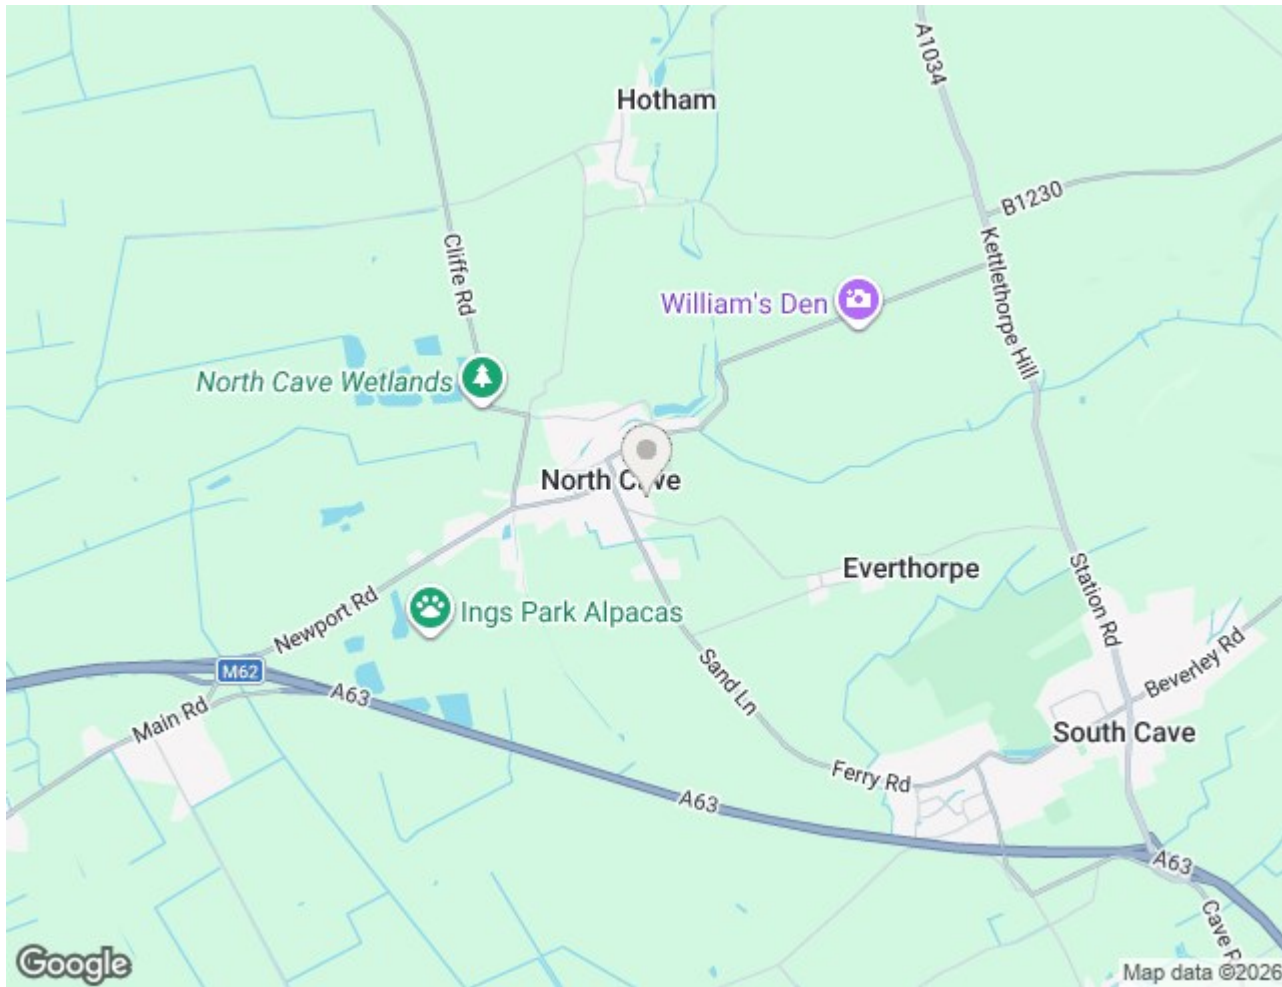 A1034
Hotham
B1230
Cliffe Rd
Kettlethorpe Hill
William's Den
North Cave Wetlands
North Cave
Everthorpe
Station Rd
Newport Rd
Ings Park Alpacas
Beverley Rd
Sand Ln
M62
A63
Main Rd
South Cave
Ferry Rd
A63
A63
Cave R
Google
Map data ©2026